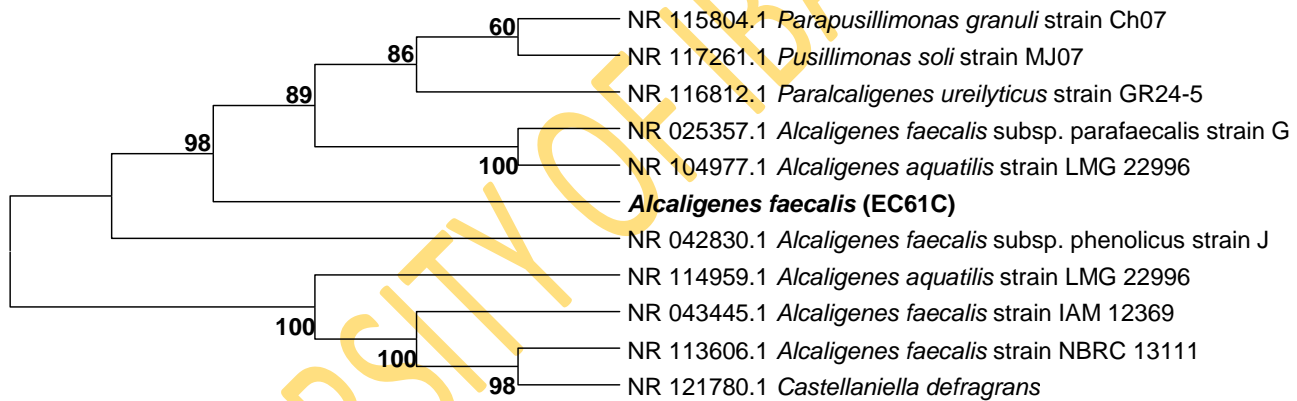 NR 115804.1 Parapusillimonas granuli strain Ch07
60
NR 117261.1 Pusillimonas soli strain MJ07
86
NR 116812.1 Paralcaligenes ureilyticus strain GR24-5
89
NR 025357.1 Alcaligenes faecalis subsp. parafaecalis strain G
98
100
NR 104977.1 Alcaligenes aquatilis strain LMG 22996
Alcaligenes faecalis (EC61C)
NR 042830.1 Alcaligenes faecalis subsp. phenolicus strain J
NR 114959.1 Alcaligenes aquatilis strain LMG 22996
100
NR 043445.1 Alcaligenes faecalis strain IAM 12369
100
NR 113606.1 Alcaligenes faecalis strain NBRC 13111
98
NR 121780.1 Castellaniella defragrans
RSITY OF IBA